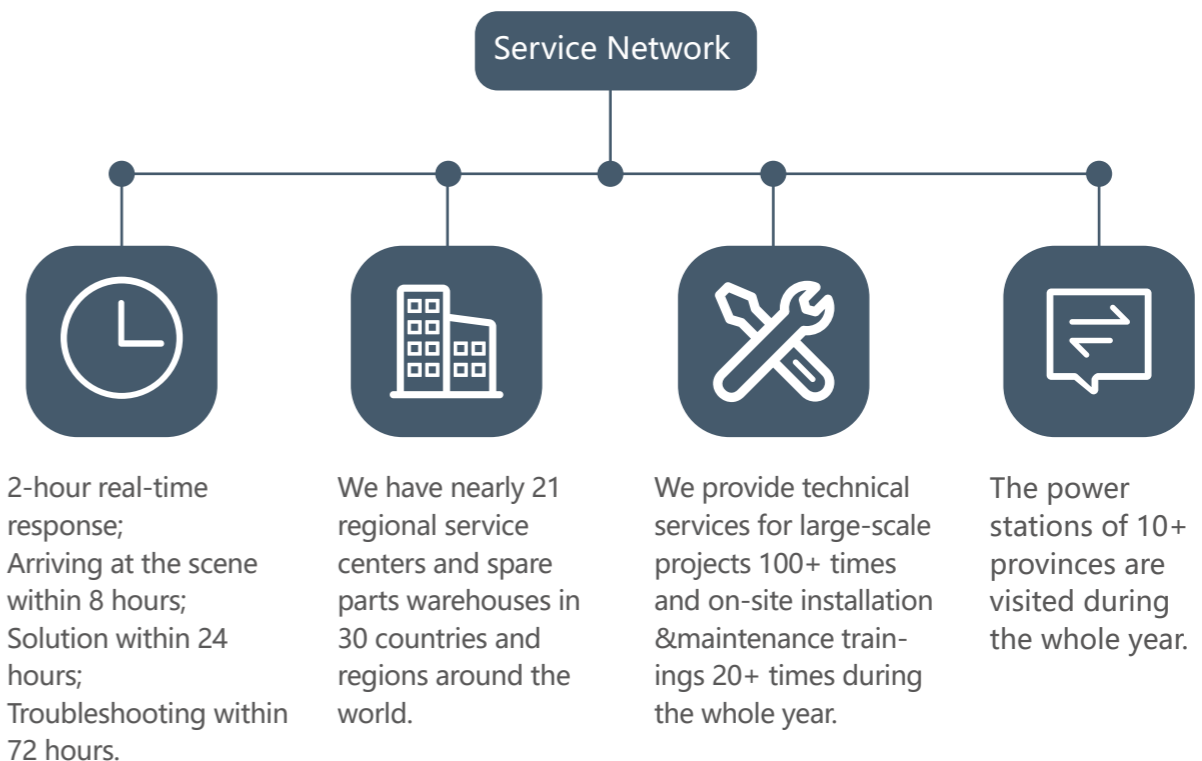 Service Network
2-hour real-time
response;
Arriving at the scene
within 8 hours;
Solution within 24
hours;
Troubleshooting within
72 hours.
We have nearly 21
regional service
centers and spare
parts warehouses in
30 countries and
regions around the
world.
We provide technical
services for large-scale
projects 100+ times
and on-site installation
&maintenance train-
ings 20+ times during
the whole year.
The power
stations of 10+
provinces are
visited during
the whole year.